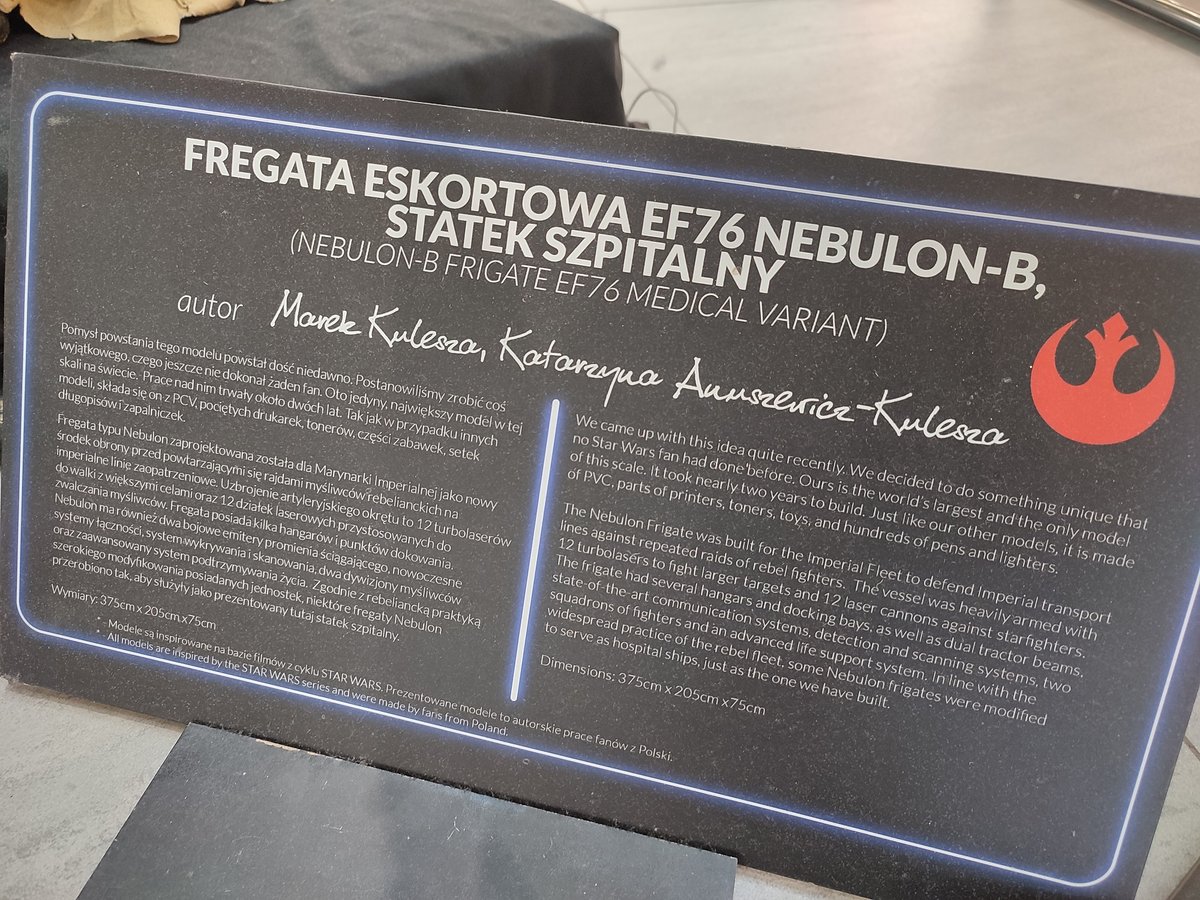 FREGATA ESKORTOWA EF76 NEBULON-B,
STATEK SZPITALNY
(NEBULON-B FRIGATE EF76 MEDICAL VARIANT)
autor Marek Kulesza, Katarzyna Anuszewicz-Kulesza
Pomysł powstania tego modelu powstał dość niedawno. Postanowiliśmy zrobić coś
wyjątkowego, czego jeszcze nie dokonał żaden fan. Oto jedyny, największy model w tej
skali na świecie. Prace nad nim trwały około dwóch lat. Tak jak w przypadku innych
modeli, składa się on z PCV, pociętych drukarek, tonerów, części zabawek, setek
długopisów i zapalniczek.
Fregata typu Nebulon zaprojektowana została dla Marynarki Imperialnej jako nowy
środek obrony przed powtarzającymi się rajdami myśliwców rebelianckich na
imperialne linie zaopatrzeniowe. Uzbrojenie artyleryjskiego okrętu to 12 turbolaserów
do walki z większymi celami oraz 12 działek laserowych przystosowanych do
zwalczania myśliwców. Fregata posiada kilka hangarów i punktów dokowania.
Nebulon ma również dwa bojowe emitery promienia ściągającego, nowoczesne
systemy łączności, system wykrywania i skanowania, dwa dywizjony myśliwców
oraz zaawansowany system podtrzymywania życia. Zgodnie z rebeliancką praktyką
szerokiego modyfikowania posiadanych jednostek, niektóre fregaty Nebulon
przerobiono tak, aby służyły jako prezentowany tutaj statek szpitalny.
Wymiary: 375cm x 205cm x75cm
We came up with this idea quite recently. We decided to do something unique that
no Star Wars fan had done before. Ours is the world's largest and the only model
of this scale. It took nearly two years to build. Just like our other models, it is made
of PVC, parts of printers, toners, toys, and hundreds of pens and lighters.
The Nebulon Frigate was built for the Imperial Fleet to defend Imperial transport
lines against repeated raids of rebel fighters. The vessel was heavily armed with
12 turbolasers to fight larger targets and 12 laser cannons against starfighters.
The frigate had several hangars and docking bays, as well as dual tractor beams,
state-of-the-art communication systems, detection and scanning systems, two
squadrons of fighters and an advanced life support system. In line with the
widespread practice of the rebel fleet, some Nebulon frigates were modified
to serve as hospital ships, just as the one we have built.
Dimensions: 375cm x 205cm x75cm
* Modele są inspirowane na bazie filmów z cyklu STAR WARS. Prezentowane modele to autorskie prace fanów z Polski.
* All models are inspired by the STAR WARS series and were made by fans from Poland.